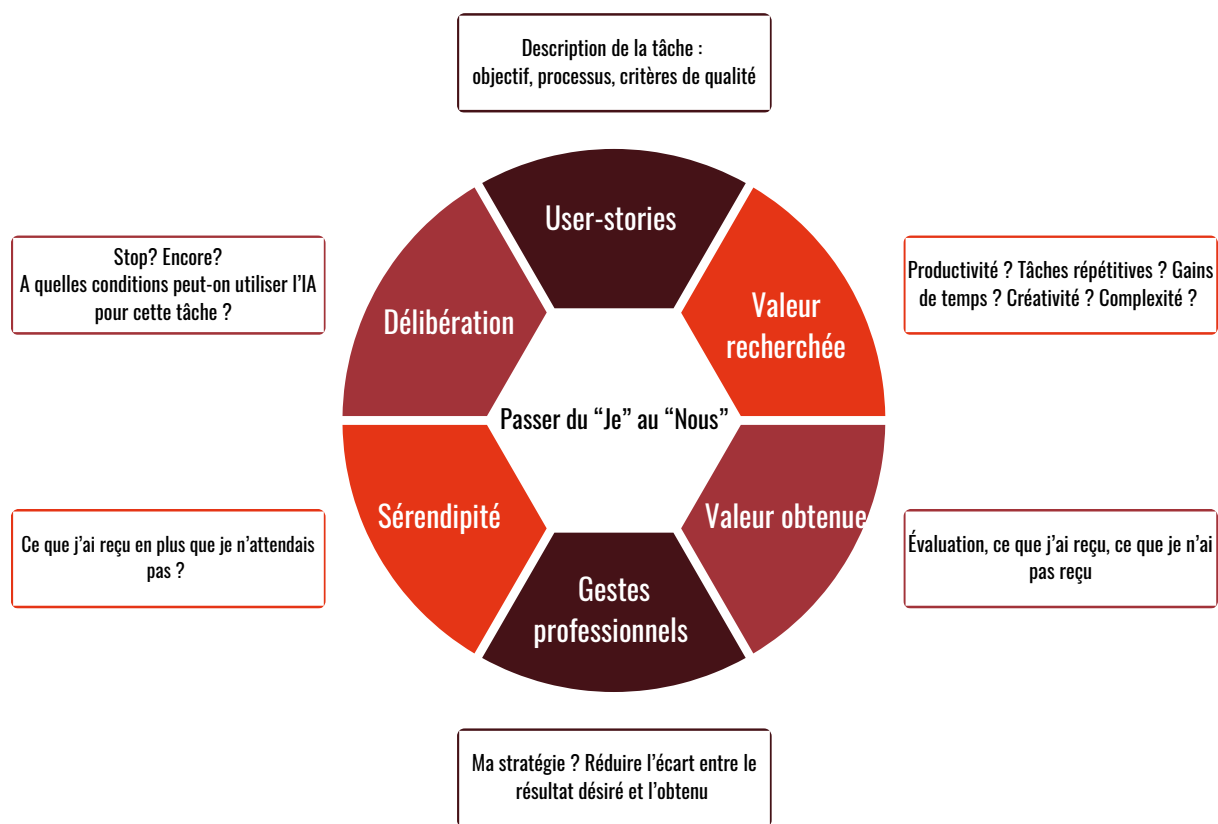 Description de la tâche :
objectif, processus, critères de qualité
User-stories
Stop? Encore?
A quelles conditions peut-on utiliser l’IA
pour cette tâche ?
Productivité ? Tâches répétitives ? Gains
de temps ? Créativité ? Complexité ?
Délibération
Valeur
recherchée
Passer du “Je” au “Nous”
Sérendipité
Valeur obtenue
Ce que j’ai reçu en plus que je n’attendais
pas ?
Évaluation, ce que j’ai reçu, ce que je n’ai
pas reçu
Gestes
professionnels
Ma stratégie ? Réduire l’écart entre le
résultat désiré et l’obtenu